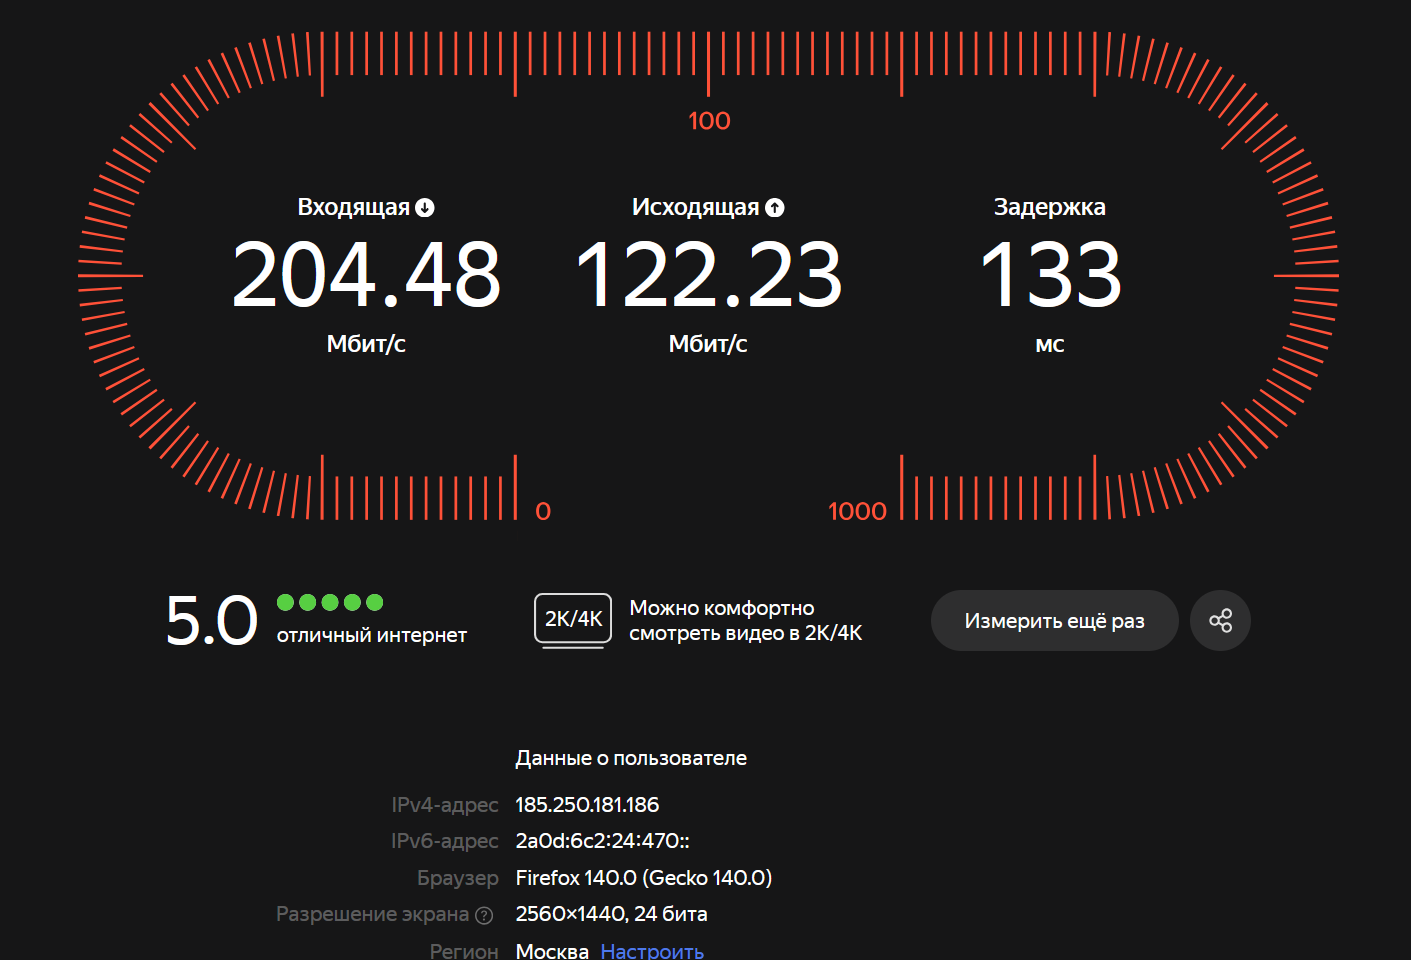 100
Входящая
204.48
Мбит/с
Исходящая
122.23
Мбит/с
Задержка
133
мс
0
1000
5.0
отличный интернет
2K/4K
Можно комфортно
смотреть видео в 2K/4K
Измерить ещё раз
Данные о пользователе
IPv4-адрес 185.250.181.186
IPv6-адрес 2a0d:6c2:24:470::
Браузер Firefox 140.0 (Gecko 140.0)
Разрешение экрана ? 2560×1440, 24 бита
Регион Москва Настроить